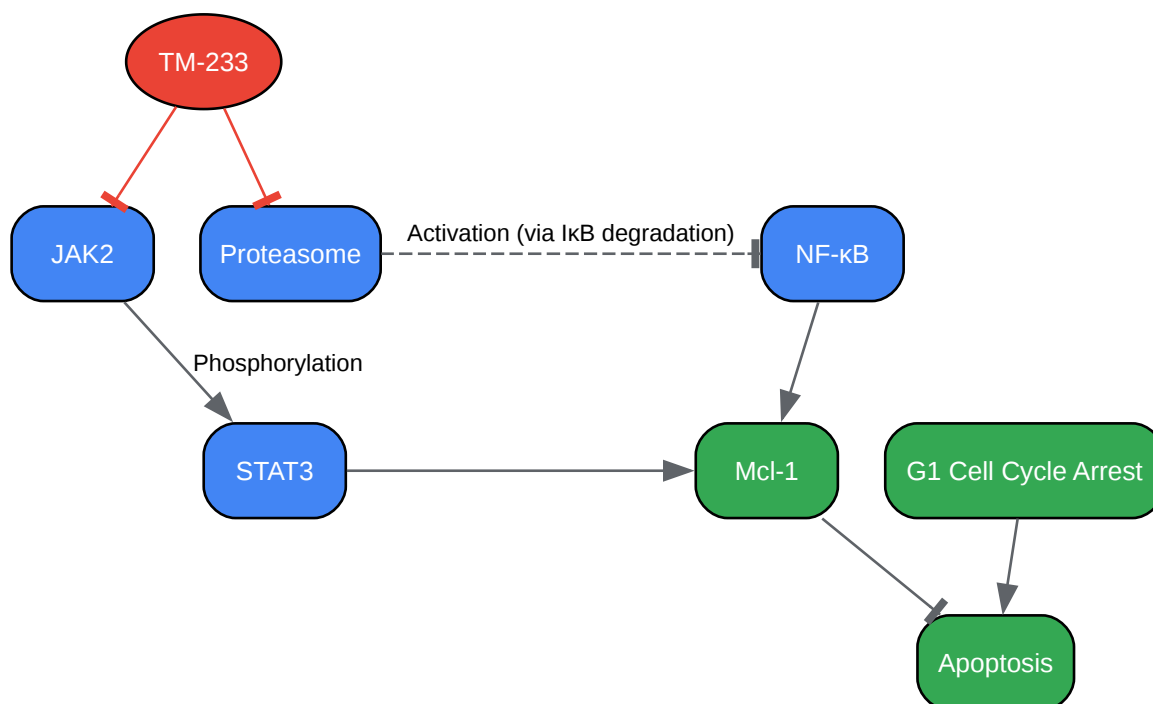 TM-233
JAK2
Proteasome
Activation (via IκB degradation)
NF-κB
Phosphorylation
STAT3
Mcl-1
G1 Cell Cycle Arrest
Apoptosis